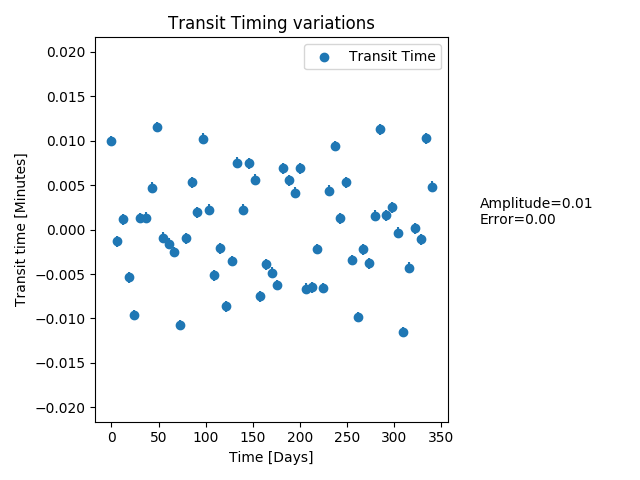 Transit Timing variations
Transit Time
0.020
0.015
0.010
0.005
0.000
−0.005
−0.010
−0.015
−0.020
Transit time [Minutes]
Amplitude=0.01
Error=0.00
0 50 100 150 200 250 300 350
Time [Days]